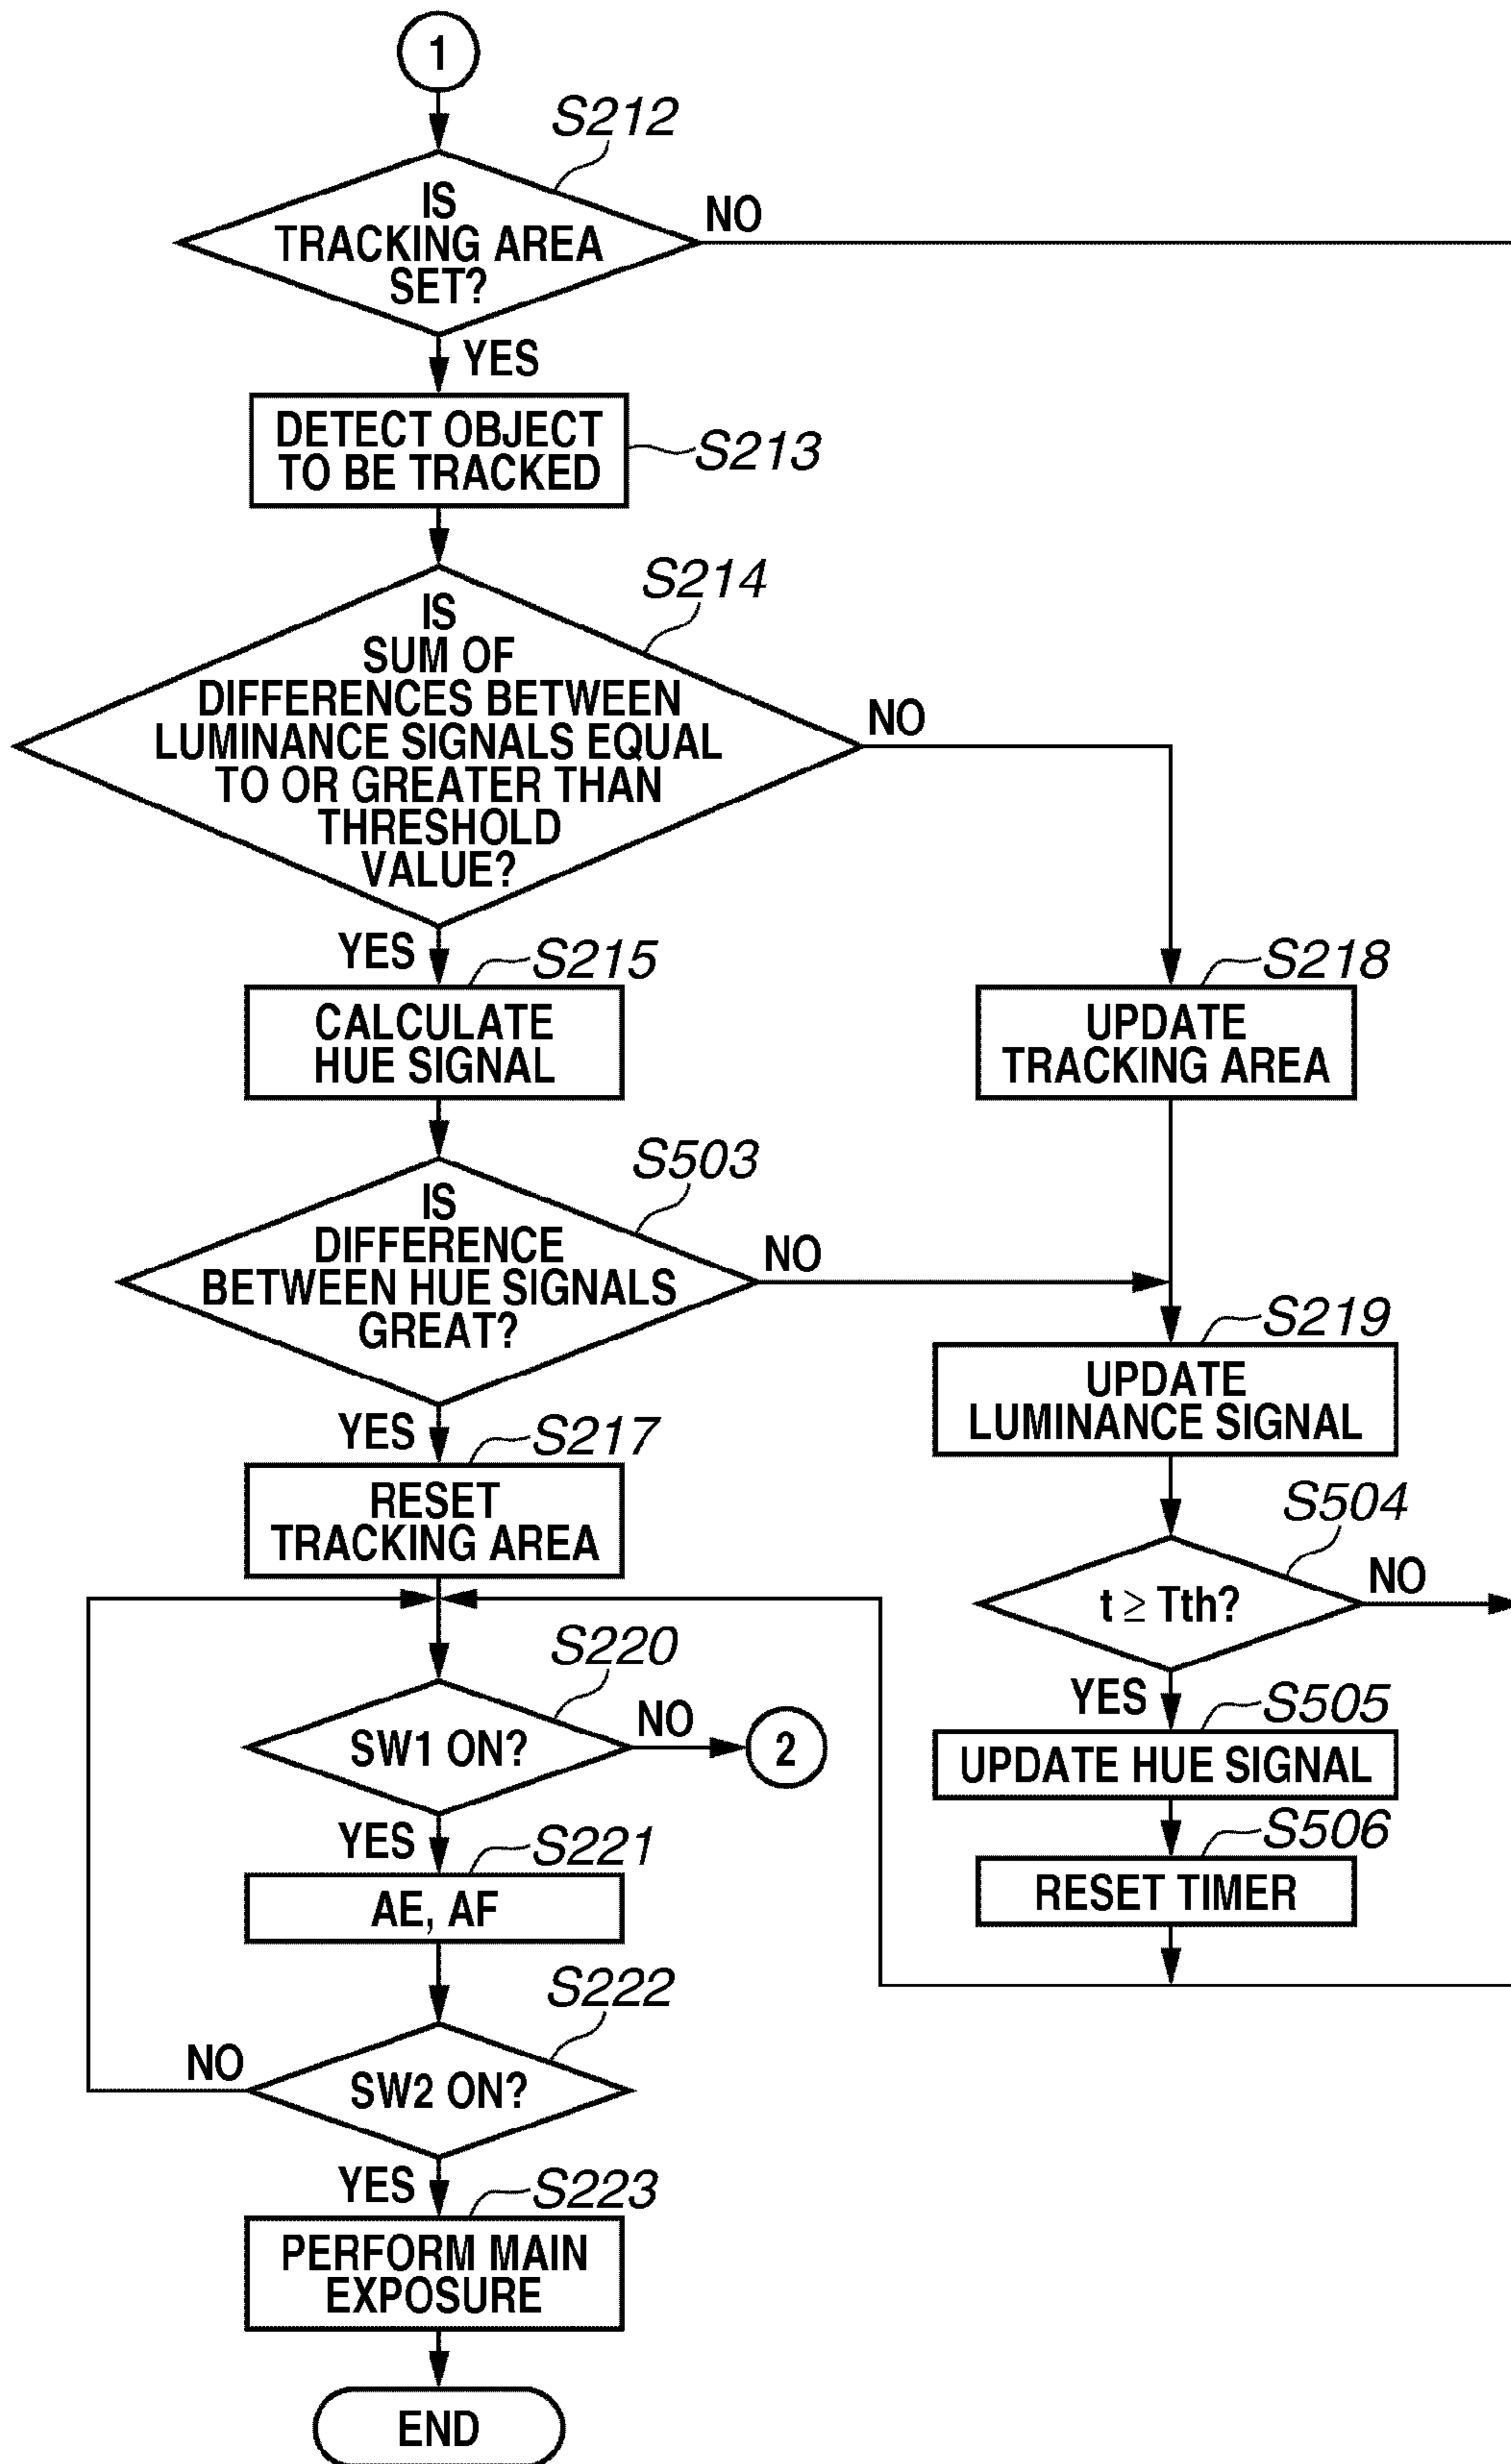 1
S212
IS
TRACKING AREA
SET?
NO
YES
DETECT OBJECT
TO BE TRACKED
S213
S214
IS
SUM OF
DIFFERENCES BETWEEN
LUMINANCE SIGNALS EQUAL
TO OR GREATER THAN
THRESHOLD
VALUE?
NO
YES
S215
CALCULATE
HUE SIGNAL
S218
UPDATE
TRACKING AREA
S503
IS
DIFFERENCE
BETWEEN HUE SIGNALS
GREAT?
NO
S219
UPDATE
LUMINANCE SIGNAL
YES
S217
RESET
TRACKING AREA
S504
t ≥ Tth?
NO
S220
SW1 ON?
NO
2
YES
S505
UPDATE HUE SIGNAL
YES
S221
AE, AF
S506
RESET TIMER
S222
SW2 ON?
NO
YES
S223
PERFORM MAIN
EXPOSURE
END